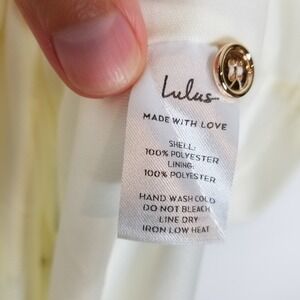 Lulus
MADE WITH LOVE
SHELL:
100% POLYESTER
LINING:
100% POLYESTER
HAND WASH COLD
DO NOT BLEACH
LINE DRY
IRON LOW HEAT